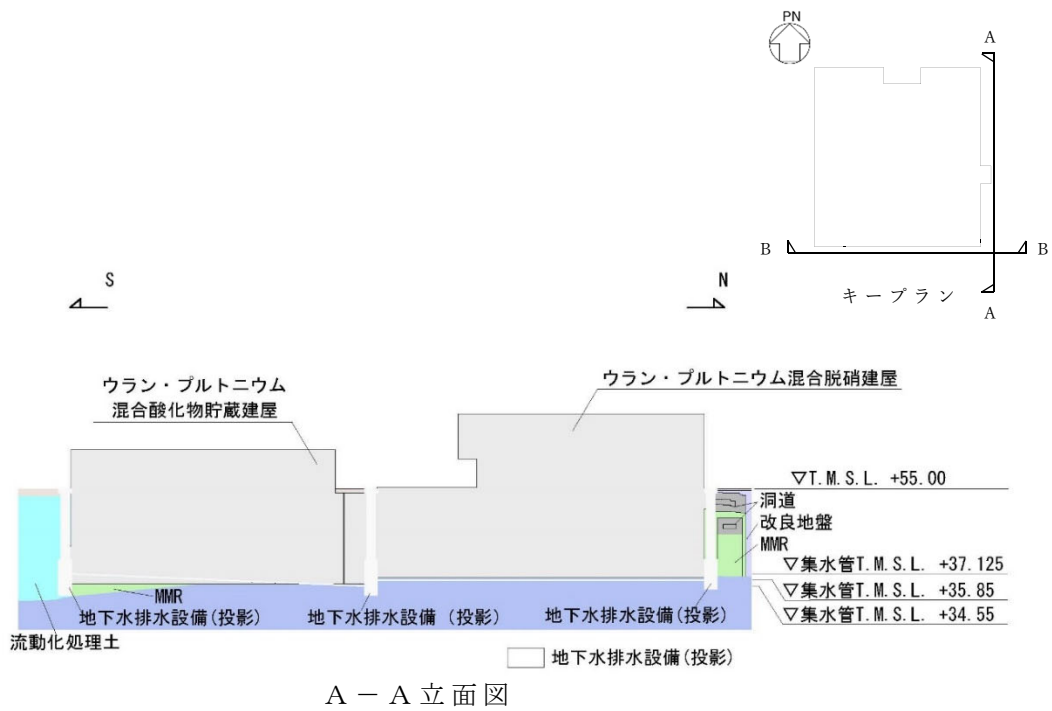 PN
A
B
B
キープラン
A
S
N
ウラン・プルトニウム
混合酸化物貯蔵建屋
ウラン・プルトニウム混合脱硝建屋
▽T.M.S.L. +55.00
洞道
改良地盤
MMR
▽集水管T.M.S.L. +37.125
▽集水管T.M.S.L. +35.85
▽集水管T.M.S.L. +34.55
MMR
地下水排水設備(投影)
地下水排水設備 (投影)
地下水排水設備(投影)
流動化処理土
地下水排水設備(投影)
A－A立面図